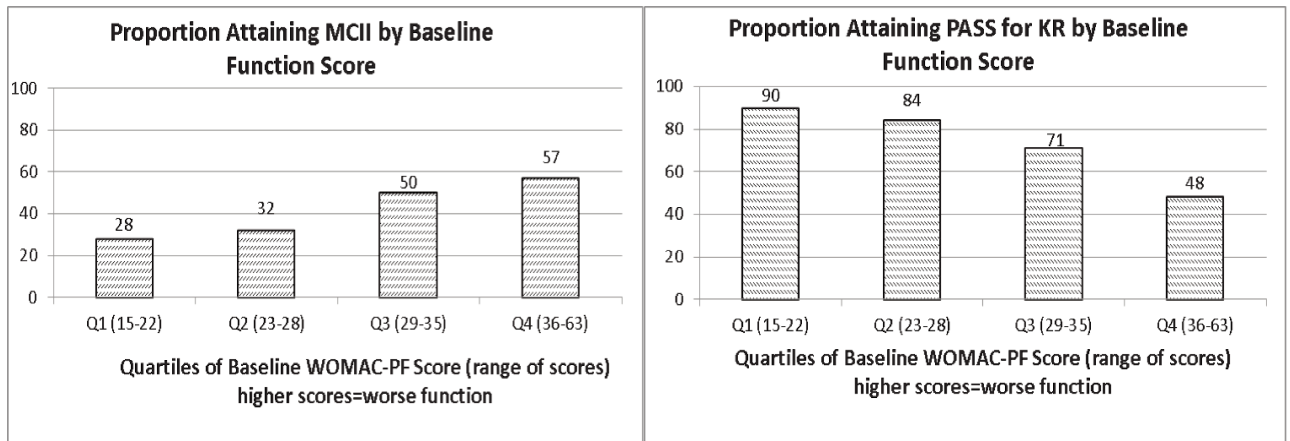 Proportion Attaining MCII by Baseline
Function Score
100
80
60
40
20
0
28
32
50
57
Q1 (15-22)
Q2 (23-28)
Q3 (29-35)
Q4 (36-63)
Quartiles of Baseline WOMAC-PF Score (range of scores)
higher scores=worse function
Proportion Attaining PASS for KR by Baseline
Function Score
100
80
60
40
20
0
90
84
71
48
Q1 (15-22)
Q2 (23-28)
Q3 (29-35)
Q4 (36-63)
Quartiles of Baseline WOMAC-PF Score (range of scores)
higher scores=worse function